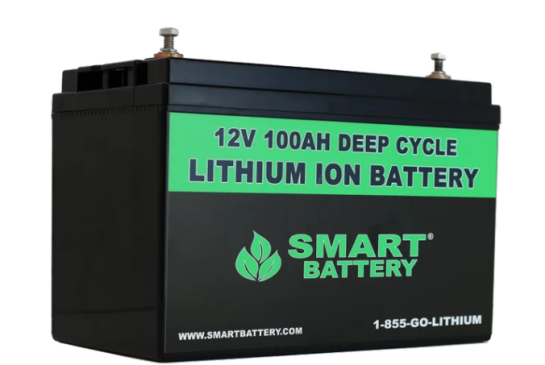 12V 100AH DEEP CYCLE
LITHIUM ION BATTERY
SMART®
BATTERY
WWW.SMARTBATTERY.COM
1-855-GO-LITHIUM